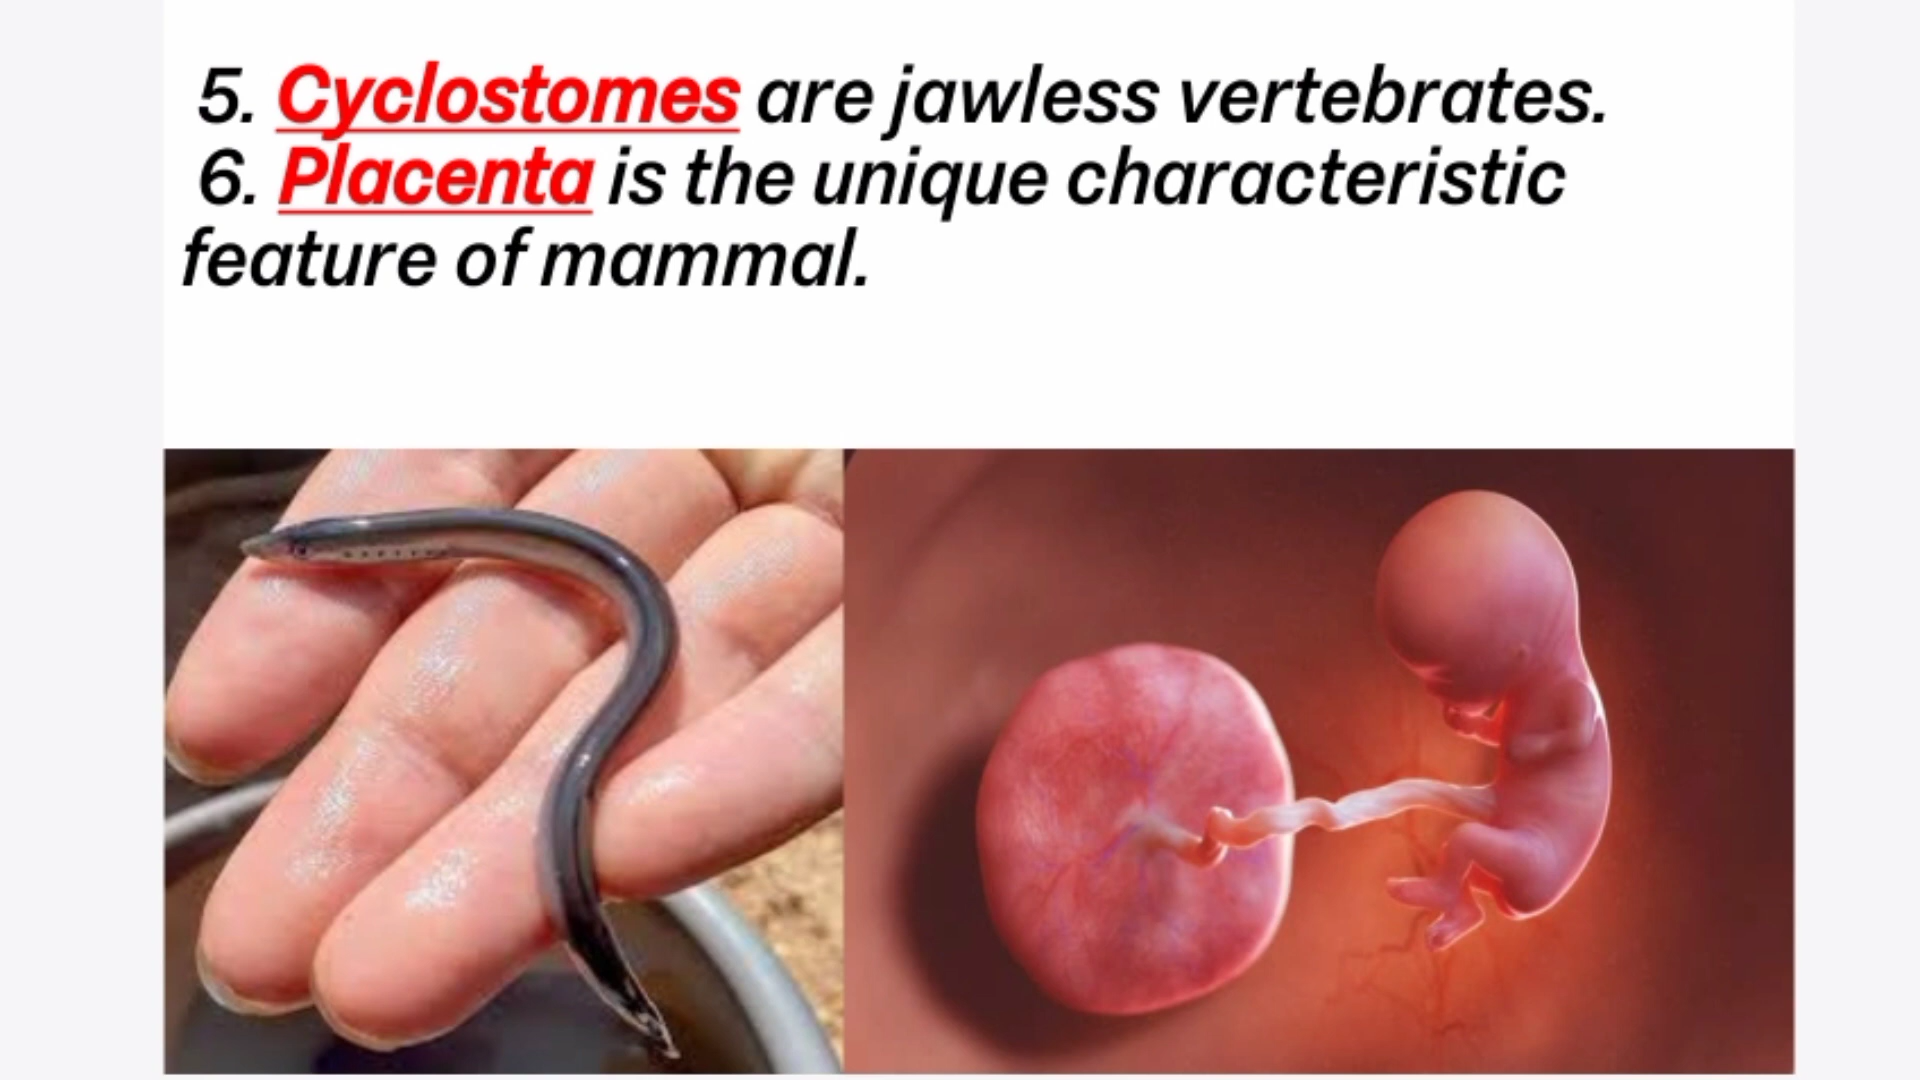 5. Cyclostomes are jawless vertebrates.
6. Placenta is the unique characteristic
feature of mammal.